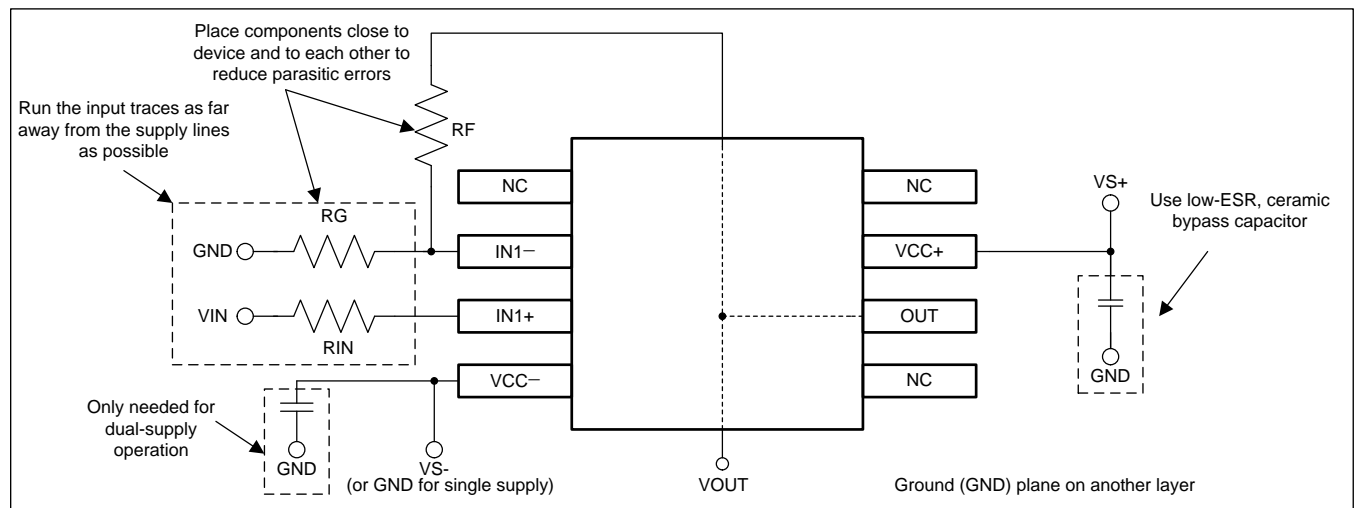 Place components close to
device and to each other to
reduce parasitic errors
Run the input traces as far
away from the supply lines
as possible
RF
NC
NC
VS+
Use low-ESR, ceramic
bypass capacitor
RG
GND
IN1−
VCC+
VIN
IN1+
OUT
RIN
VCC−
NC
GND
Only needed for
dual-supply
operation
GND
VS-
(or GND for single supply)
VOUT
Ground (GND) plane on another layer